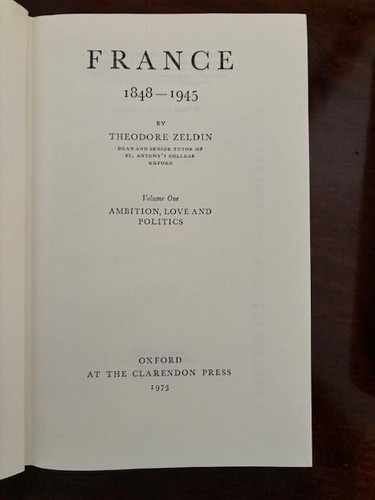 FRANCE
1848–1945
BY
THEODORE ZELDIN
DEAN AND SENIOR TUTOR OF
ST. ANTONY'S COLLEGE
OXFORD
Volume One
AMBITION, LOVE AND
POLITICS
OXFORD
AT THE CLARENDON PRESS
1973